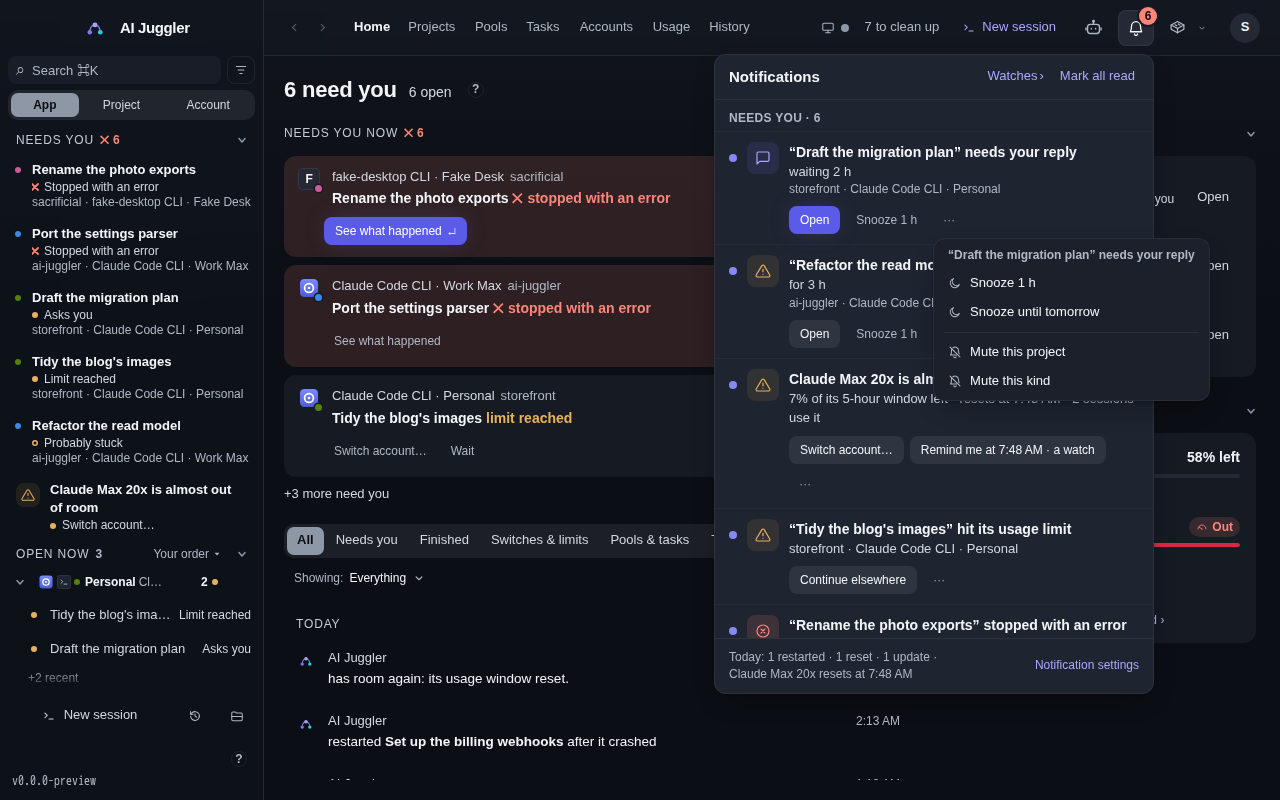 AI Juggler
Search ⌘K
App Project Account
NEEDS YOU 6
Rename the photo exports
Stopped with an error
sacrificial · fake-desktop CLI · Fake Desk
Port the settings parser
Stopped with an error
ai-juggler · Claude Code CLI · Work Max
Draft the migration plan
Asks you
storefront · Claude Code CLI · Personal
Tidy the blog's images
Limit reached
storefront · Claude Code CLI · Personal
Refactor the read model
Probably stuck
ai-juggler · Claude Code CLI · Work Max
Claude Max 20x is almost out
of room
Switch account…
OPEN NOW 3 Your order
Personal Cl… 2
Tidy the blog's ima… Limit reached
Draft the migration plan Asks you
+2 recent
New session
?
v0.0.0-preview
Home Projects Pools Tasks Accounts Usage History
7 to clean up
New session
6
S
6 need you 6 open ?
NEEDS YOU NOW 6
F
fake-desktop CLI · Fake Desk sacrificial
Rename the photo exports stopped with an error
See what happened
Claude Code CLI · Work Max ai-juggler
Port the settings parser stopped with an error
See what happened
Claude Code CLI · Personal storefront
Tidy the blog's images limit reached
Switch account… Wait
+3 more need you
All Needs you Finished Switches & limits Pools & tasks
Showing: Everything
TODAY
AI Juggler
has room again: its usage window reset.
AI Juggler 2:13 AM
restarted Set up the billing webhooks after it crashed
Notifications Watches › Mark all read
NEEDS YOU · 6
“Draft the migration plan” needs your reply
waiting 2 h
storefront · Claude Code CLI · Personal
Open Snooze 1 h ···
“Refactor the read mo
for 3 h
ai-juggler · Claude Code CL
Open Snooze 1 h
Claude Max 20x is alm
7% of its 5-hour window left · resets at 7:48 AM · 2 sessions
use it
Switch account… Remind me at 7:48 AM · a watch
···
“Tidy the blog's images” hit its usage limit
storefront · Claude Code CLI · Personal
Continue elsewhere ···
“Rename the photo exports” stopped with an error
Today: 1 restarted · 1 reset · 1 update ·
Claude Max 20x resets at 7:48 AM
Notification settings
“Draft the migration plan” needs your reply
Snooze 1 h
Snooze until tomorrow
Mute this project
Mute this kind
you Open
pen
pen
58% left
Out
d ›